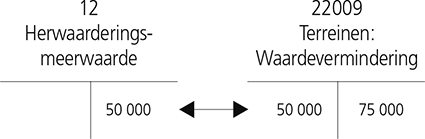 12
Herwaarderings-
meerwaarde
50 000
22009
Terreinen:
Waardevermindering
50 000
75 000